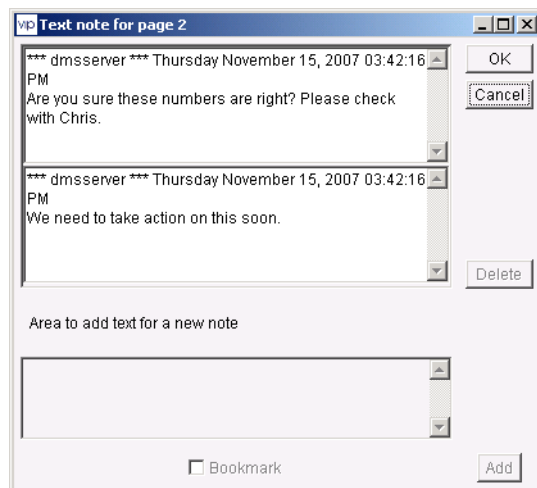 vip Text note for page 2
*** dmsserver *** Thursday November 15, 2007 03:42:16
PM
Are you sure these numbers are right? Please check
with Chris.
OK
Cancel
*** dmsserver *** Thursday November 15, 2007 03:42:16
PM
We need to take action on this soon.
Delete
Area to add text for a new note
Bookmark
Add